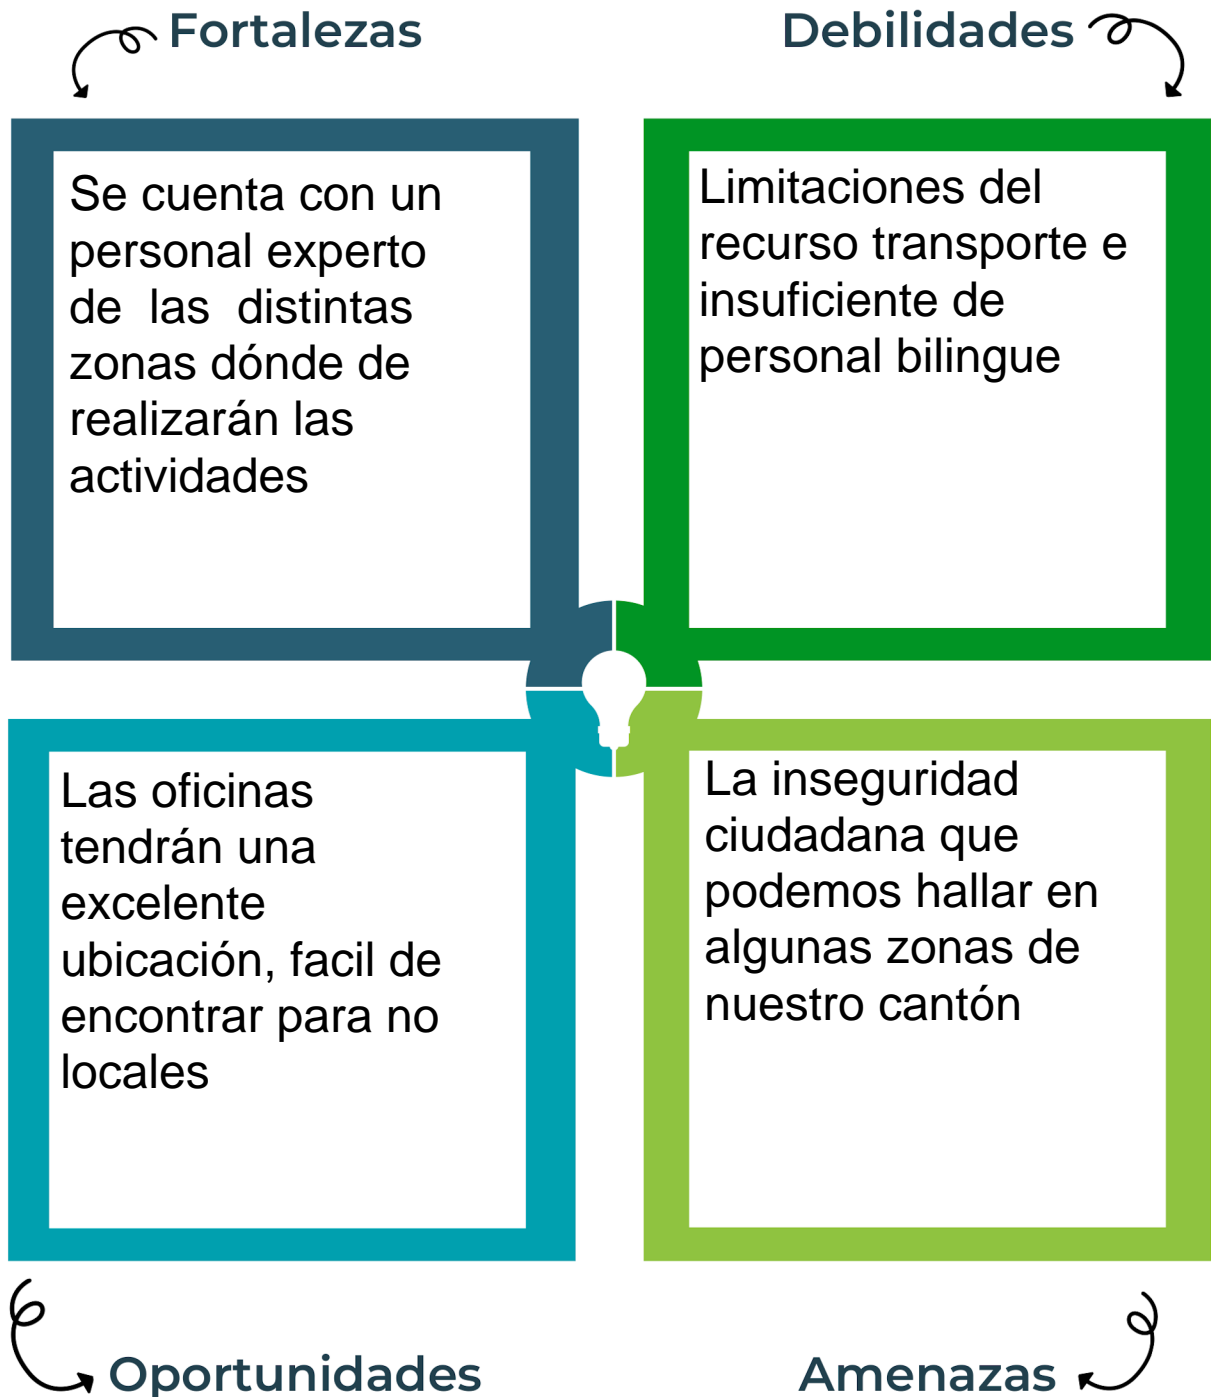 Fortalezas
Se cuenta con un
personal experto
de las distintas
zonas dónde de
realizarán las
actividades
Debilidades
Limitaciones del
recurso transporte e
insuficiente de
personal bilingue
Las oficinas
tendrán una
excelente
ubicación, facil de
encontrar para no
locales
Oportunidades
La inseguridad
ciudadana que
podemos hallar en
algunas zonas de
nuestro cantón
Amenazas